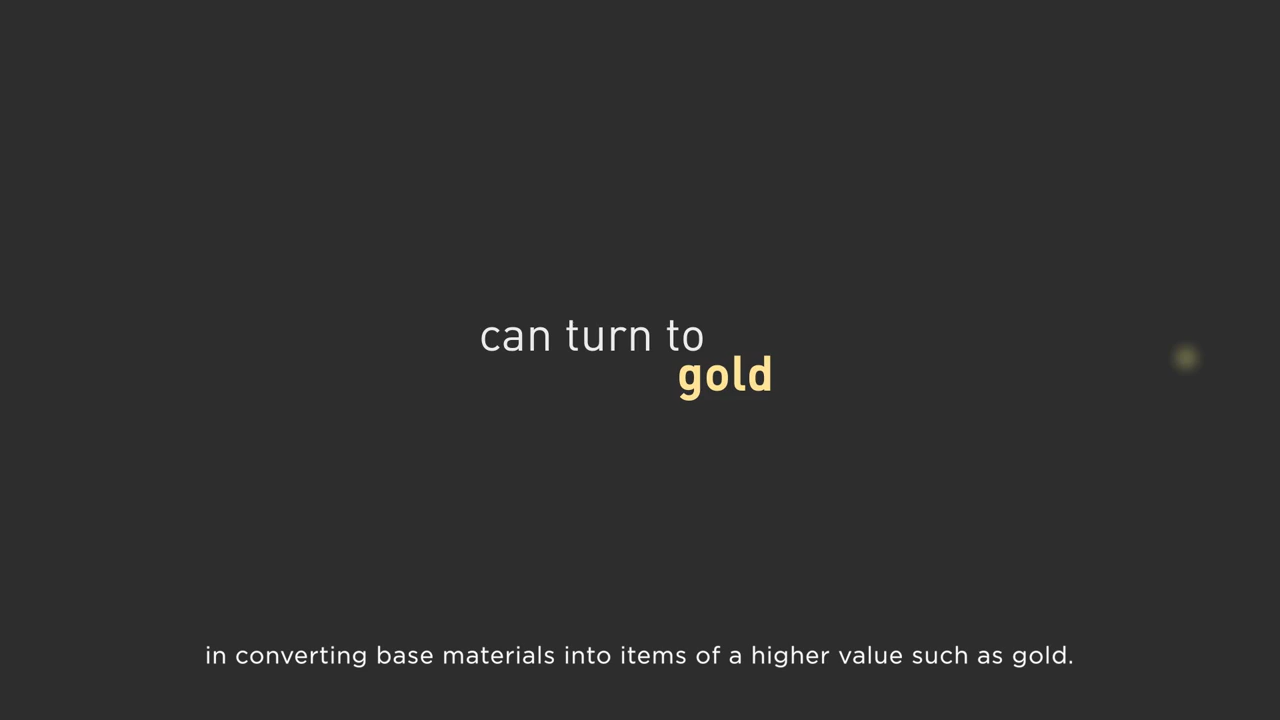 can turn to
gold
in converting base materials into items of a higher value such as gold.